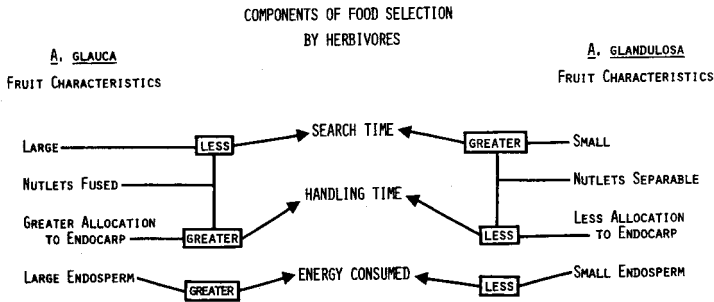 COMPONENTS OF FOOD SELECTION
BY HERBIVORES
A. GLAUCA
FRUIT CHARACTERISTICS
A. GLANDULOSA
FRUIT CHARACTERISTICS
LARGE
LESS
SEARCH TIME
GREATER
SMALL
NUTLETS FUSED
NUTLETS SEPARABLE
HANDLING TIME
GREATER ALLOCATION
TO ENDOCARP
GREATER
LESS
LESS ALLOCATION
TO ENDOCARP
LARGE ENDOSPERM
GREATER
ENERGY CONSUMED
LESS
SMALL ENDOSPERM